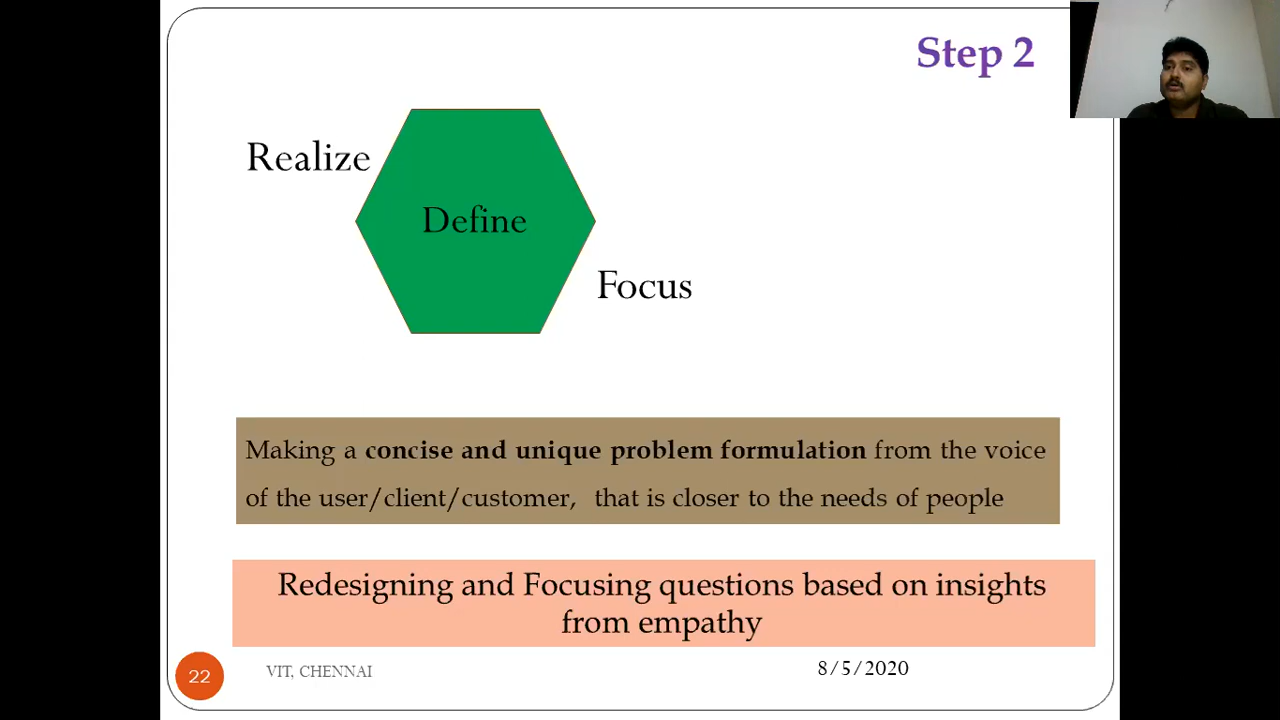 Step 2
Realize
Define
Focus
Making a concise and unique problem formulation from the voice
of the user/client/customer, that is closer to the needs of people
Redesigning and Focusing questions based on insights
from empathy
22
VIT, CHENNAI
8/5/2020